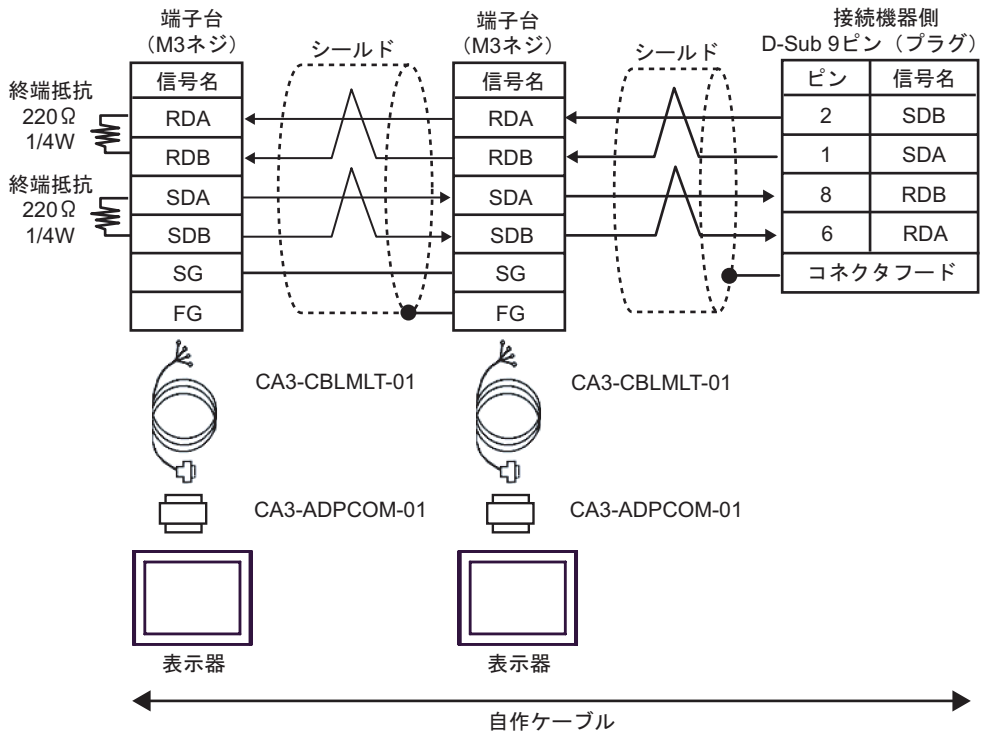 端子台
（M3ネジ）
シールド
端子台
（M3ネジ）
シールド
接続機器側
D-Sub 9ピン（プラグ）
終端抵抗
220Ω
1/4W
終端抵抗
220Ω
1/4W
信号名
RDA
RDB
SDA
SDB
SG
FG
信号名
RDA
RDB
SDA
SDB
SG
FG
ピン 信号名
2 SDB
1 SDA
8 RDB
6 RDA
コネクタフード
CA3-CBLMLT-01
CA3-CBLMLT-01
CA3-ADPCOM-01
CA3-ADPCOM-01
表示器
表示器
自作ケーブル